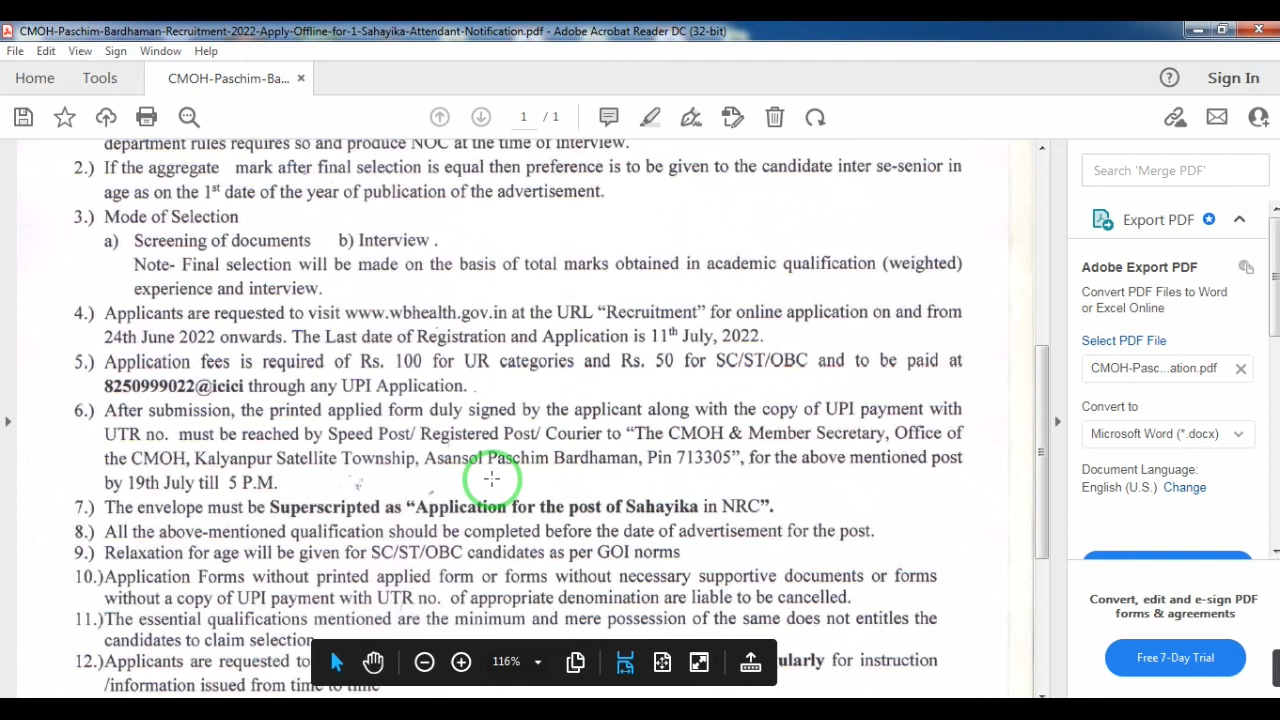 CMOH-Paschim-Bardhaman-Recruitment-2022-Apply-Offline-for-1-Sahayika-Attendant-Notification.pdf - Adobe Acrobat Reader DC (32-bit)
File Edit View Sign Window Help
Home Tools CMOH-Paschim-Ba... × Sign In
1 / 1
department rules requires so and produce NOC at the time of interview.
2.) If the aggregate mark after final selection is equal then preference is to be given to the candidate inter se-senior in
age as on the 1st date of the year of publication of the advertisement.
3.) Mode of Selection
a) Screening of documents b) Interview .
Note- Final selection will be made on the basis of total marks obtained in academic qualification (weighted)
experience and interview.
4.) Applicants are requested to visit www.wbhealth.gov.in at the URL “Recruitment” for online application on and from
24th June 2022 onwards. The Last date of Registration and Application is 11th July, 2022.
5.) Application fees is required of Rs. 100 for UR categories and Rs. 50 for SC/ST/OBC and to be paid at
8250999022@icici through any UPI Application.
6.) After submission, the printed applied form duly signed by the applicant along with the copy of UPI payment with
UTR no. must be reached by Speed Post/ Registered Post/ Courier to “The CMOH & Member Secretary, Office of
the CMOH, Kalyanpur Satellite Township, Asansol Paschim Bardhaman, Pin 713305”, for the above mentioned post
by 19th July till 5 P.M.
7.) The envelope must be Superscripted as “Application for the post of Sahayika in NRC”.
8.) All the above-mentioned qualification should be completed before the date of advertisement for the post.
9.) Relaxation for age will be given for SC/ST/OBC candidates as per GOI norms
10.)Application Forms without printed applied form or forms without necessary supportive documents or forms
without a copy of UPI payment with UTR no. of appropriate denomination are liable to be cancelled.
11.)The essential qualifications mentioned are the minimum and mere possession of the same does not entitles the
candidates to claim selection
12.)Applicants are requested to ularly for instruction
/information issued from time to time
116%
Search 'Merge PDF'
Export PDF
Adobe Export PDF
Convert PDF Files to Word
or Excel Online
Select PDF File
CMOH-Pasc...ation.pdf ×
Convert to
Microsoft Word (*.docx)
Document Language:
English (U.S.) Change
Convert, edit and e-sign PDF
forms & agreements
Free 7-Day Trial